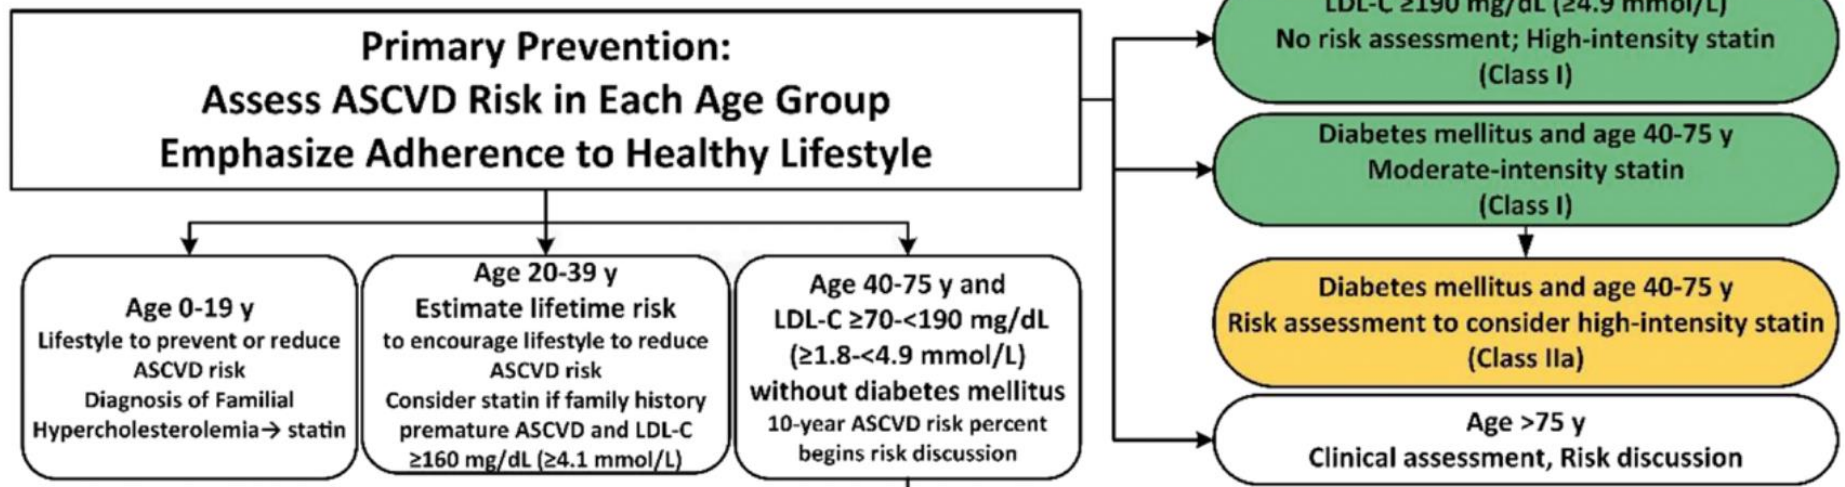 Primary Prevention:
Assess ASCVD Risk in Each Age Group
Emphasize Adherence to Healthy Lifestyle
Age 0-19 y
Lifestyle to prevent or reduce
ASCVD risk
Diagnosis of Familial
Hypercholesterolemia→ statin
Age 20-39 y
Estimate lifetime risk
to encourage lifestyle to reduce
ASCVD risk
Consider statin if family history
premature ASCVD and LDL-C
≥160 mg/dL (≥4.1 mmol/L)
Age 40-75 y and
LDL-C ≥70-<190 mg/dL
(≥1.8-<4.9 mmol/L)
without diabetes mellitus
10-year ASCVD risk percent
begins risk discussion
LDL-C ≥190 mg/dL (≥4.9 mmol/L)
No risk assessment; High-intensity statin
(Class I)
Diabetes mellitus and age 40-75 y
Moderate-intensity statin
(Class I)
Diabetes mellitus and age 40-75 y
Risk assessment to consider high-intensity statin
(Class IIa)
Age >75 y
Clinical assessment, Risk discussion